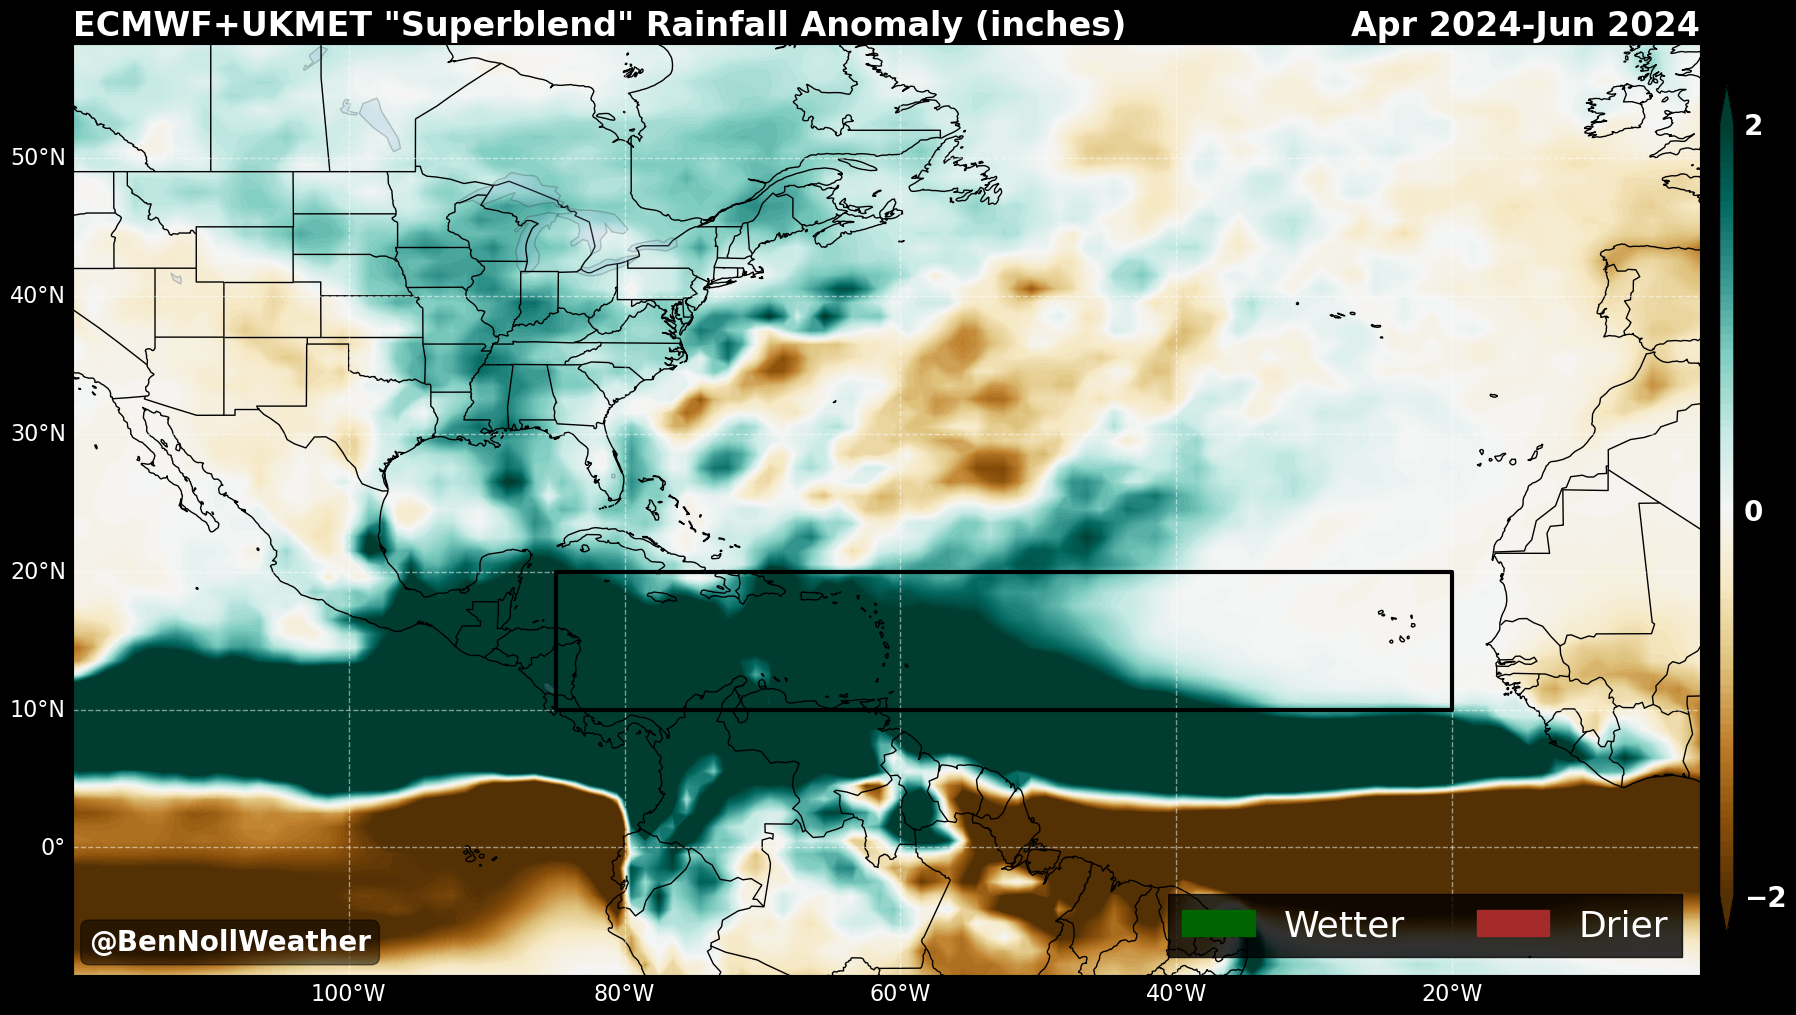 ECMWF+UKMET "Superblend" Rainfall Anomaly (inches) Apr 2024-Jun 2024
2
50°N
40°N
0
30°N
20°N
10°N
0°
−2
Wetter Drier
@BenNollWeather
100°W 80°W 60°W 40°W 20°W